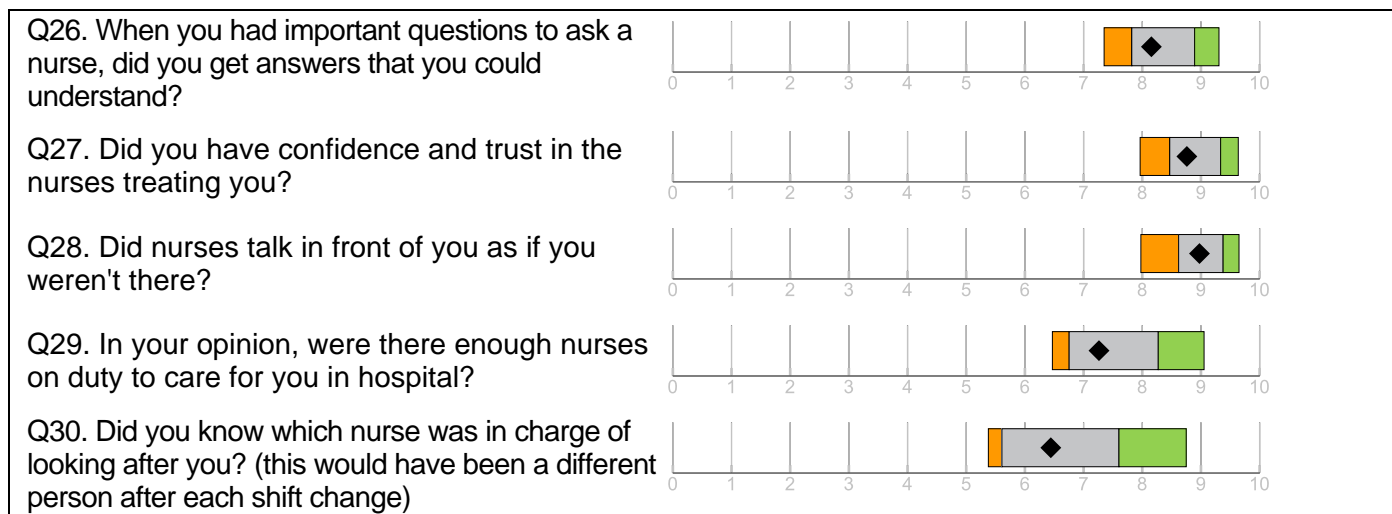 Q26. When you had important questions to ask a
nurse, did you get answers that you could
understand?
0 1 2 3 4 5 6 7 8 9 10
Q27. Did you have confidence and trust in the
nurses treating you?
0 1 2 3 4 5 6 7 8 9 10
Q28. Did nurses talk in front of you as if you
weren't there?
0 1 2 3 4 5 6 7 8 9 10
Q29. In your opinion, were there enough nurses
on duty to care for you in hospital?
0 1 2 3 4 5 6 7 8 9 10
Q30. Did you know which nurse was in charge of
looking after you? (this would have been a different
person after each shift change)
0 1 2 3 4 5 6 7 8 9 10